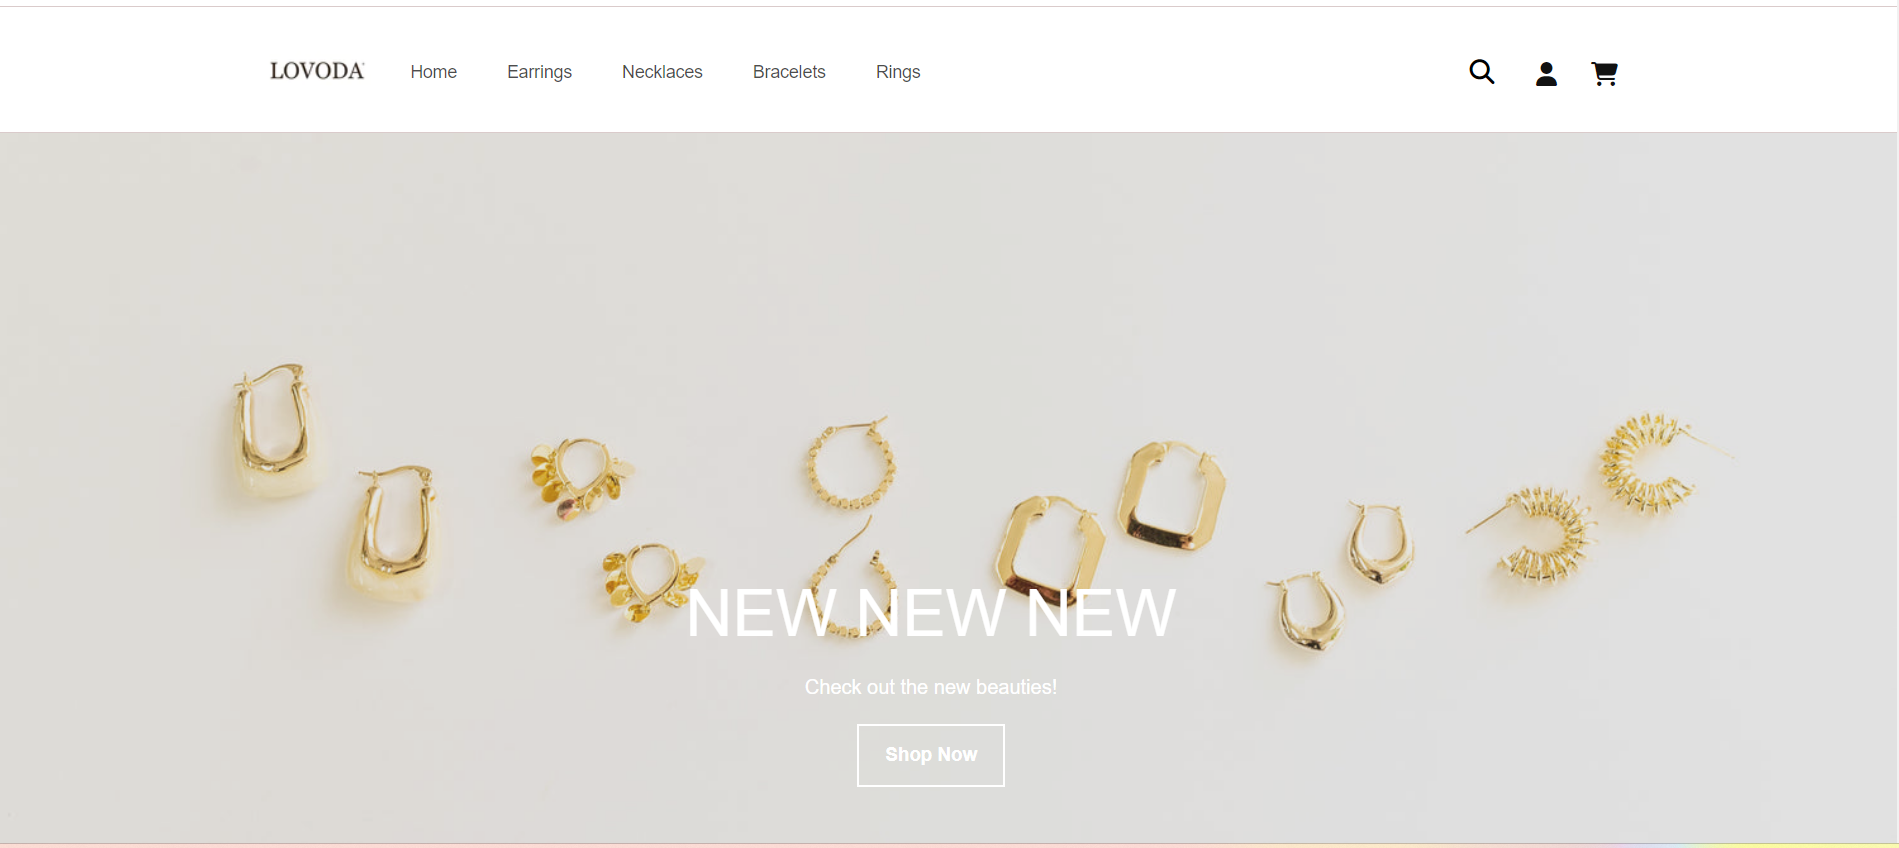 LOVODA
Home
Earrings
Necklaces
Bracelets
Rings
NEW NEW NEW
Check out the new beauties!
Shop Now